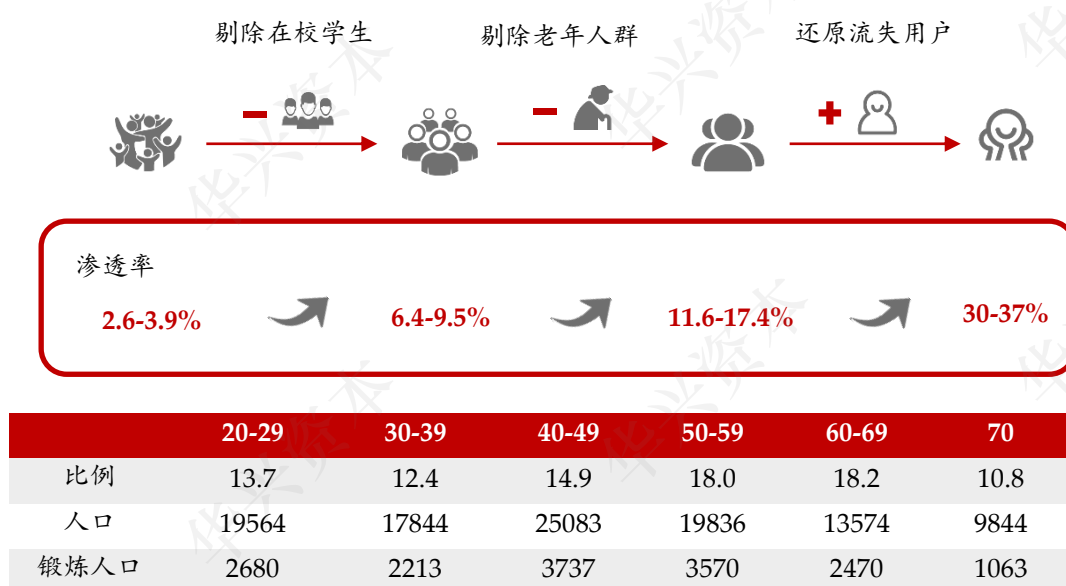 剔除在校学生 剔除老年人群 还原流失用户
渗透率
2.6-3.9% 6.4-9.5% 11.6-17.4% 30-37%
20-29 30-39 40-49 50-59 60-69 70
比例 13.7 12.4 14.9 18.0 18.2 10.8
人口 19564 17844 25083 19836 13574 9844
锻炼人口 2680 2213 3737 3570 2470 1063
华兴资本